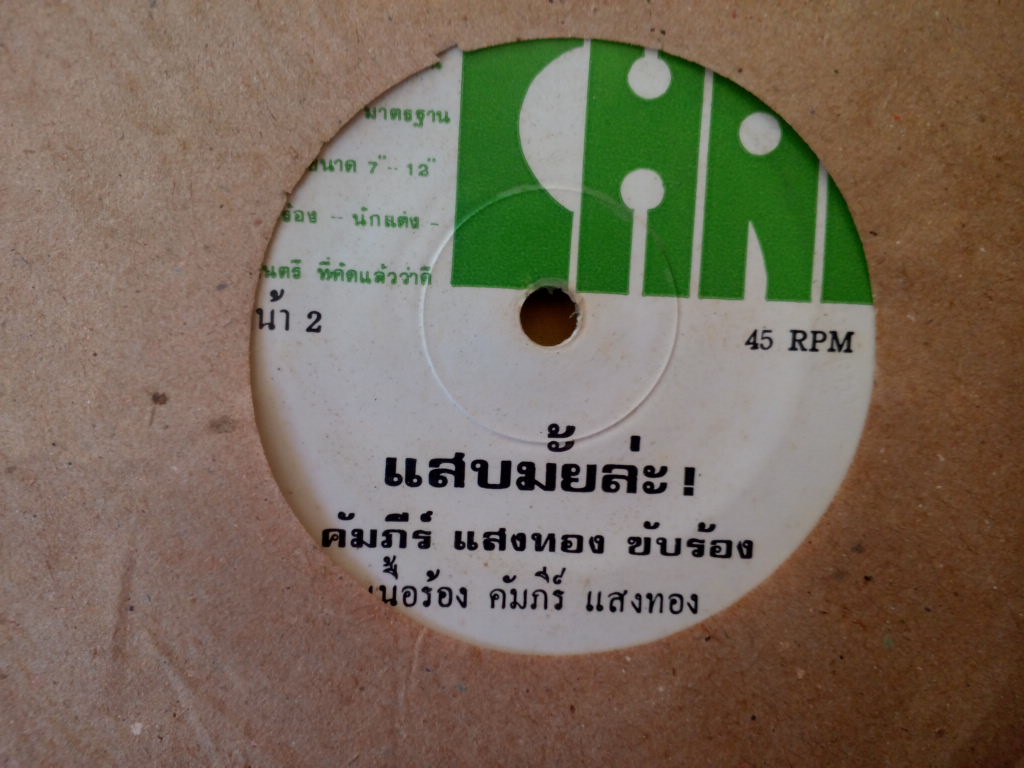 มาตรฐาน
ขนาด 7" - 12"
ร้อง - นักแต่ง -
นตรี ที่คัดแล้วว่าดี
น้า 2
45 RPM
แสบมั้ยล่ะ !
คัมภีร์ แสงทอง ขับร้อง
เนื้อร้อง คัมภีร์ แสงทอง